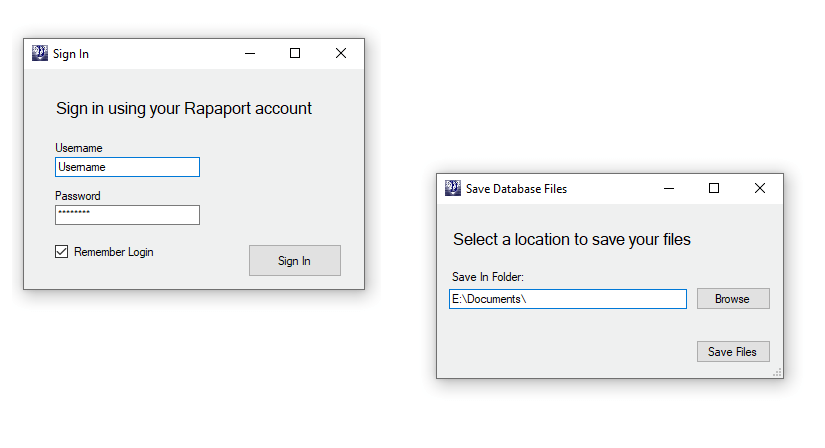 Sign In
Sign in using your Rapaport account
Username
Username
Password
********
Remember Login
Sign In
Save Database Files
Select a location to save your files
Save In Folder:
E:\Documents\
Browse
Save Files